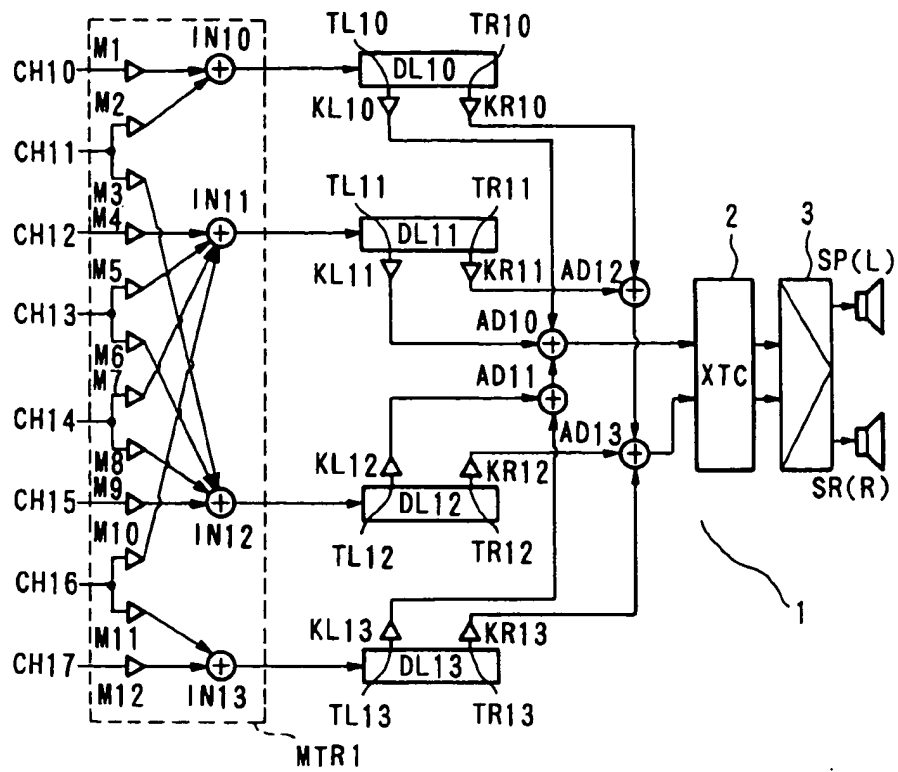 TL10 TR10
M1 IN10
CH10 DL10
M2 KL10 KR10
CH11
M3 TL11 TR11
IN11
M4
CH12 DL11 2 3
M5 KL11 KR11 AD12 SP(L)
CH13
AD10
M6
M7 AD11 XTC
CH14 AD13
M8 KL12 KR12
M9 SR(R)
CH15 DL12
M10 IN12
TL12 TR12
CH16
1
M11 KL13 KR13
CH17 DL13
M12 IN13
TL13 TR13
MTR1